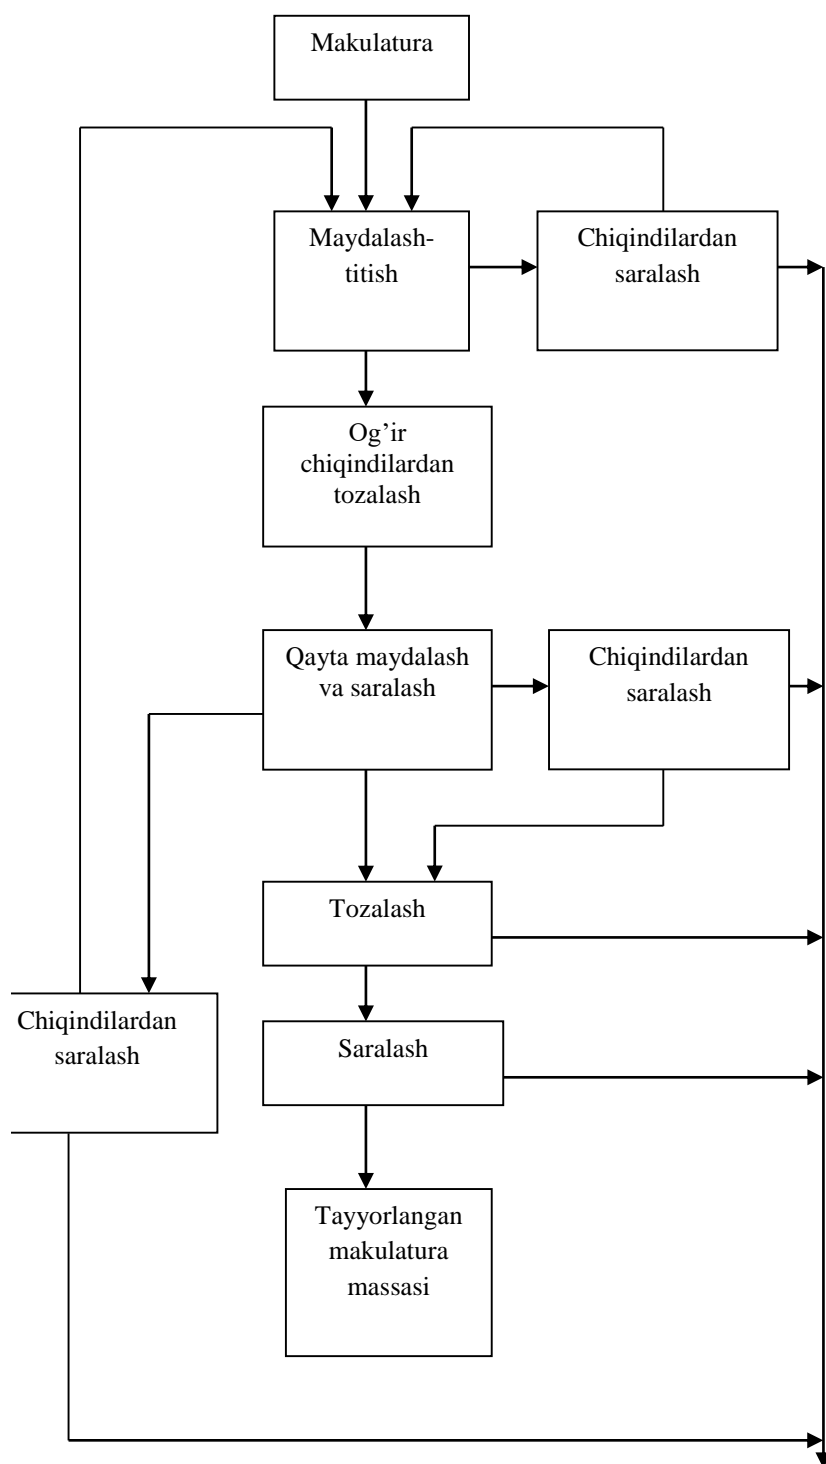 Makulatura
Maydalash-
titish
Chiqindilardan
saralash
Og’ir
chiqindilardan
tozalash
Qayta maydalash
va saralash
Chiqindilardan
saralash
Tozalash
Chiqindilardan
saralash
Saralash
Tayyorlangan
makulatura
massasi